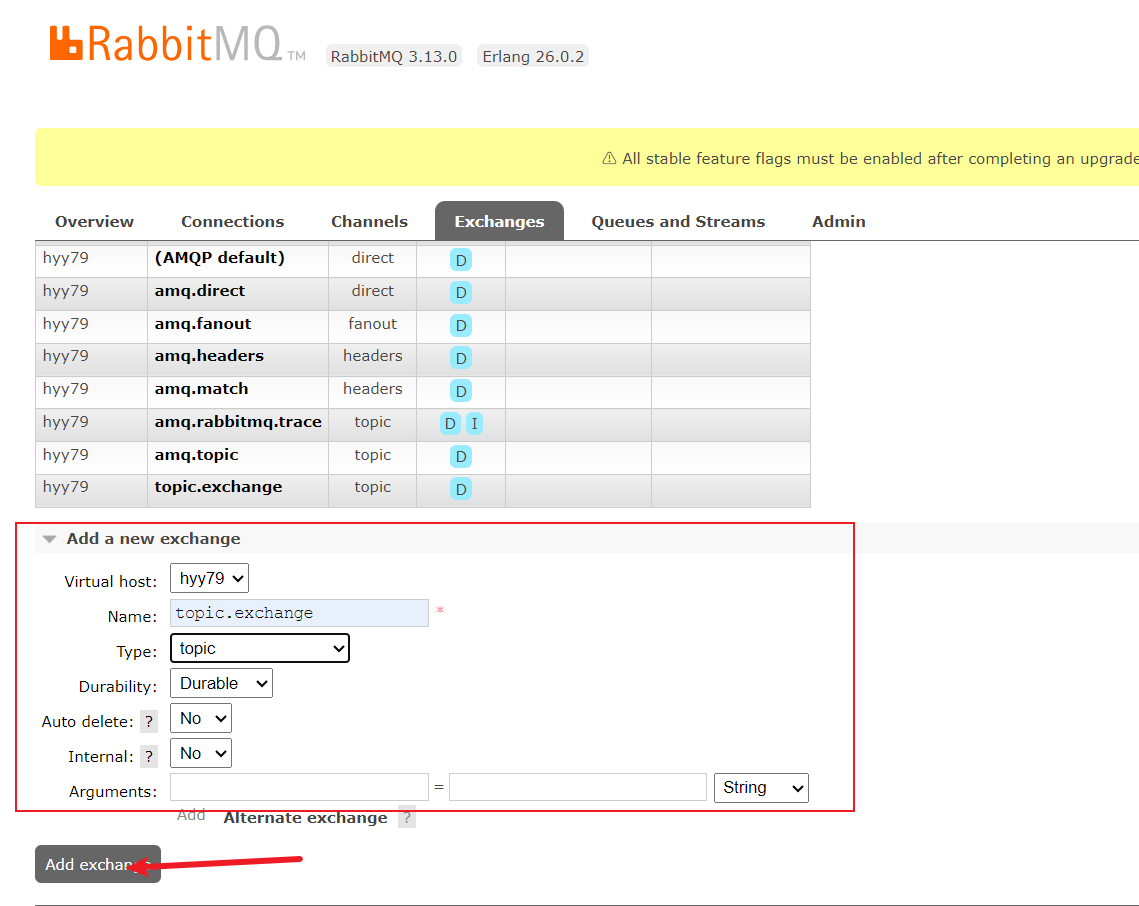 RabbitMQ TM RabbitMQ 3.13.0 Erlang 26.0.2
⚠ All stable feature flags must be enabled after completing an upgrade
Overview Connections Channels Exchanges Queues and Streams Admin
hyy79 (AMQP default) direct D
hyy79 amq.direct direct D
hyy79 amq.fanout fanout D
hyy79 amq.headers headers D
hyy79 amq.match headers D
hyy79 amq.rabbitmq.trace topic D I
hyy79 amq.topic topic D
hyy79 topic.exchange topic D
Add a new exchange
Virtual host: hyy79
Name: topic.exchange *
Type: topic
Durability: Durable
Auto delete: ? No
Internal: ? No
Arguments: = String
Add Alternate exchange ?
Add exchange